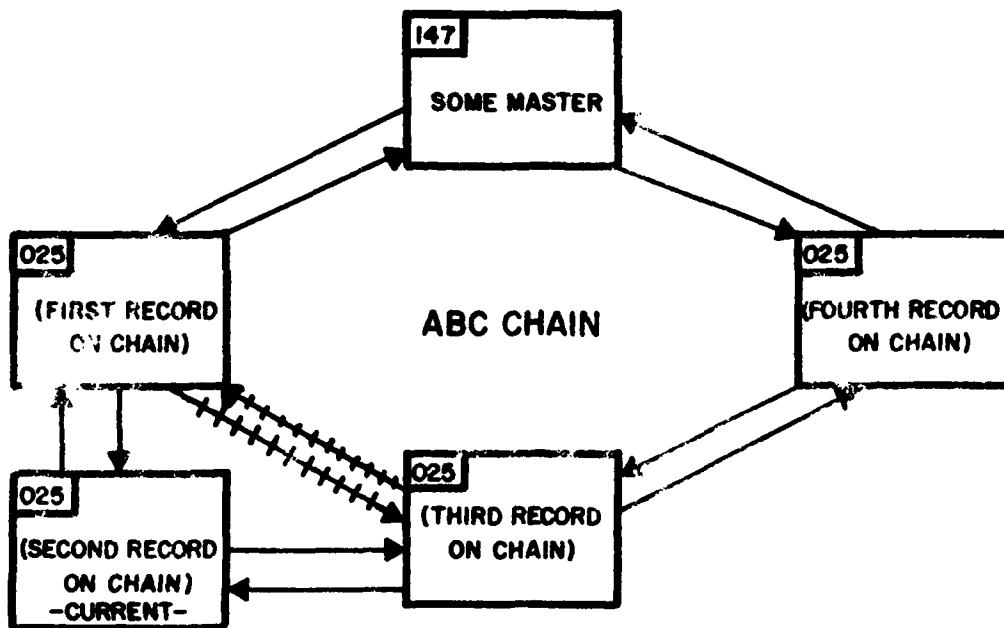 147
SOME MASTER
025
(FIRST RECORD
ON CHAIN)
ABC CHAIN
025
(FOURTH RECORD
ON CHAIN)
025
(SECOND RECORD
ON CHAIN)
-CURRENT-
025
(THIRD RECORD
ON CHAIN)